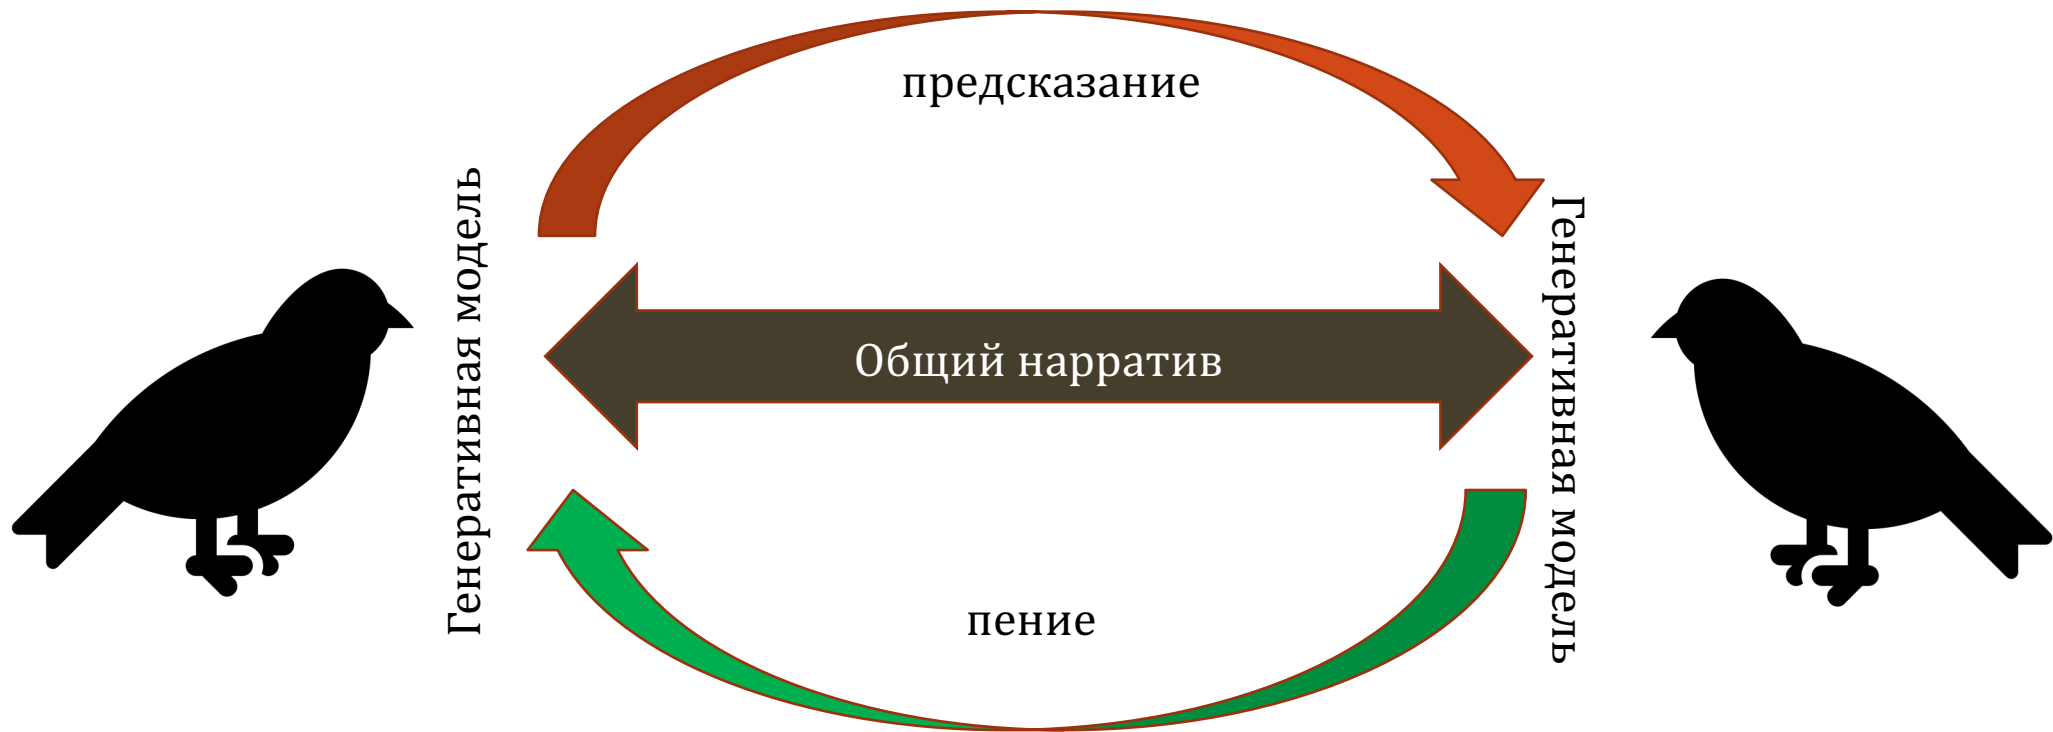 предсказание
Генеративная модель
Общий нарратив
Генеративная модель
пение